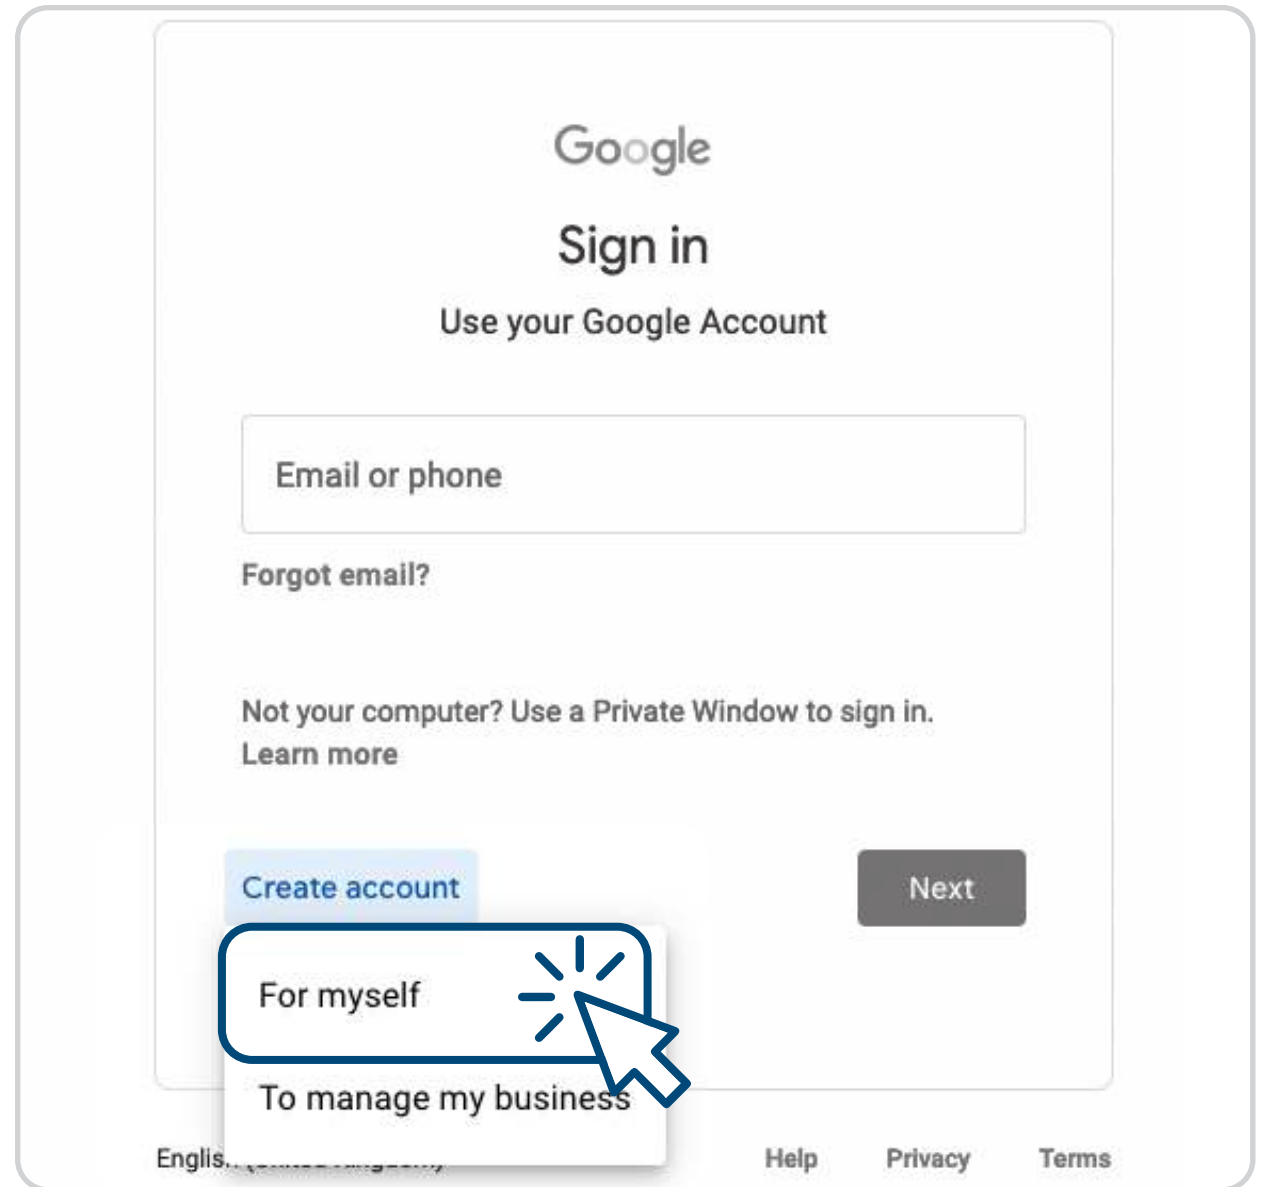 Google
Sign in
Use your Google Account
Email or phone
Forgot email?
Not your computer? Use a Private Window to sign in.
Learn more
Create account
Next
For myself
To manage my business
Help
Privacy
Terms